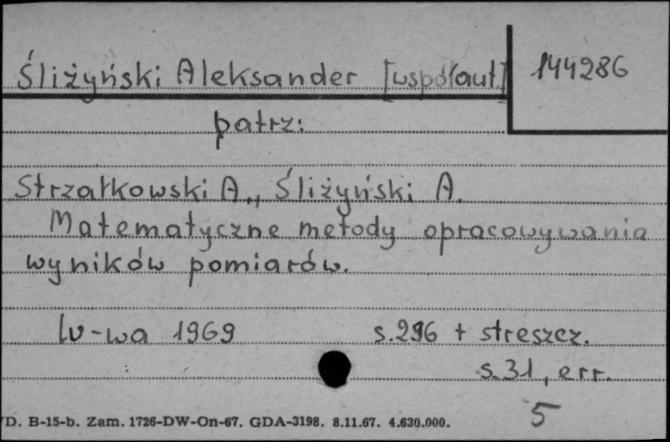 Śliżyński Aleksander [współaut] 144286
patrz:
Strzałkowski A., Śliżyński A.
Matematyczne metody opracowywania
wyników pomiarów.
W-wa 1969 s.296 + streszcz.
s.31, err.
5
D. B-15-b. Zam. 1726-DW-On-67. GDA-3198. 8.11.67. 4.630.000.